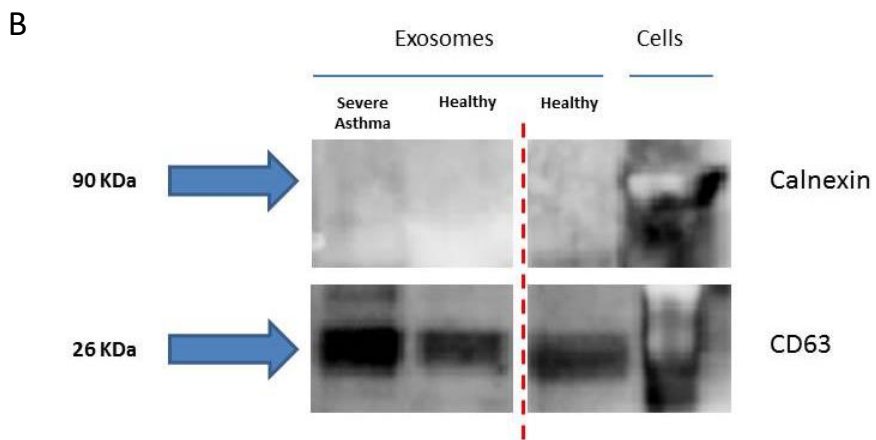 B
Exosomes
Cells
Severe
Asthma
Healthy
Healthy
90 KDa
Calnexin
26 KDa
CD63